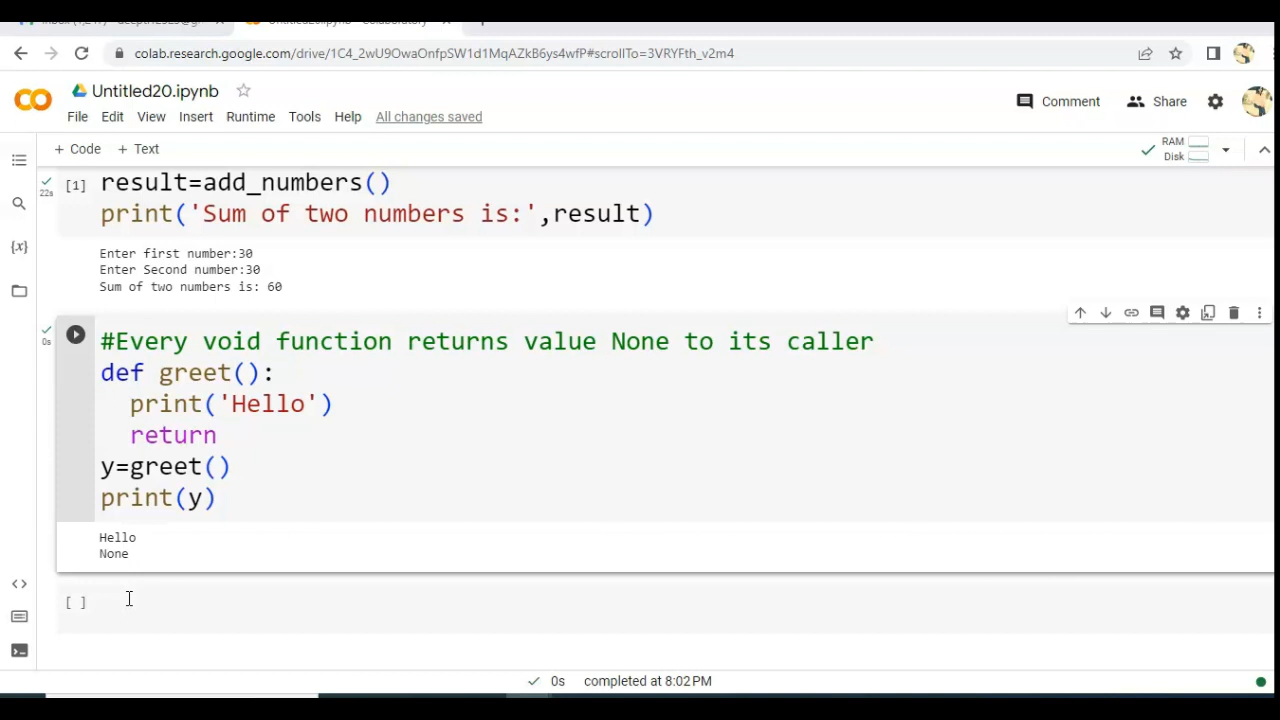 colab.research.google.com/drive/1C4_2wU9OwaOnfpSW1d1MqAZkB6ys4wfP#scrollTo=3VRYFth_v2m4
Untitled20.ipynb
Comment
Share
File Edit View Insert Runtime Tools Help All changes saved
+ Code + Text
RAM
Disk
22s
[1] result=add_numbers()
print('Sum of two numbers is:',result)
Enter first number:30
Enter Second number:30
Sum of two numbers is: 60
0s
#Every void function returns value None to its caller
def greet():
print('Hello')
return
y=greet()
print(y)
Hello
None
[ ]
0s completed at 8:02 PM